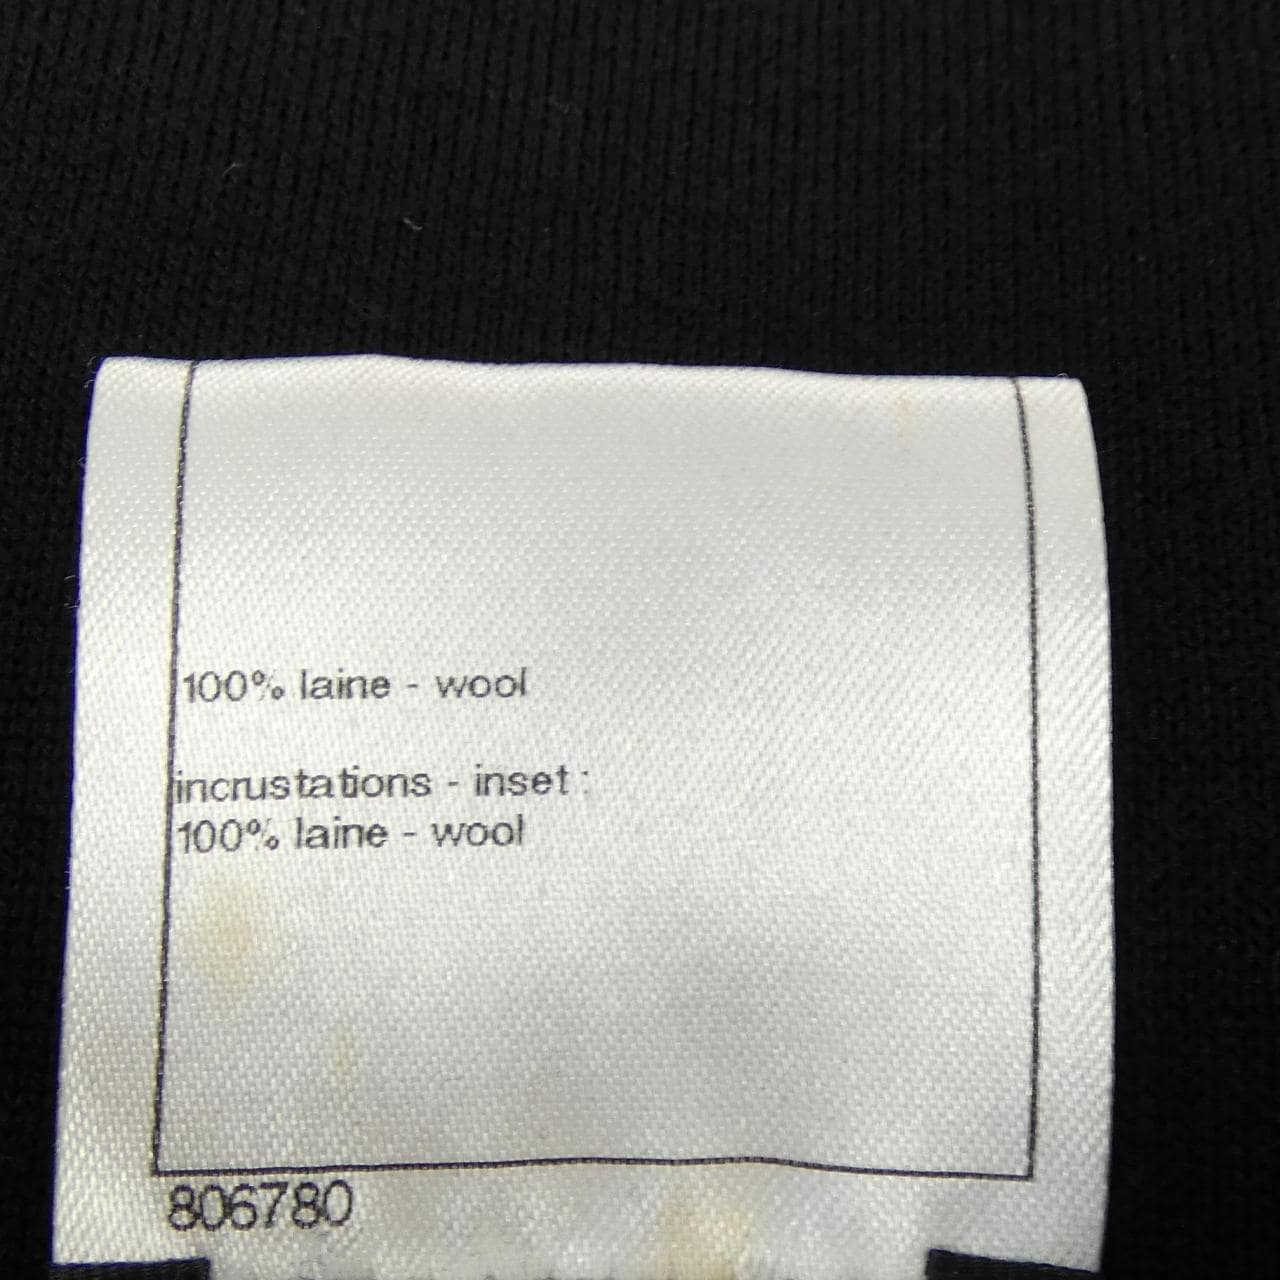 100% laine - wool
incrustations - inset :
100% laine - wool
806780